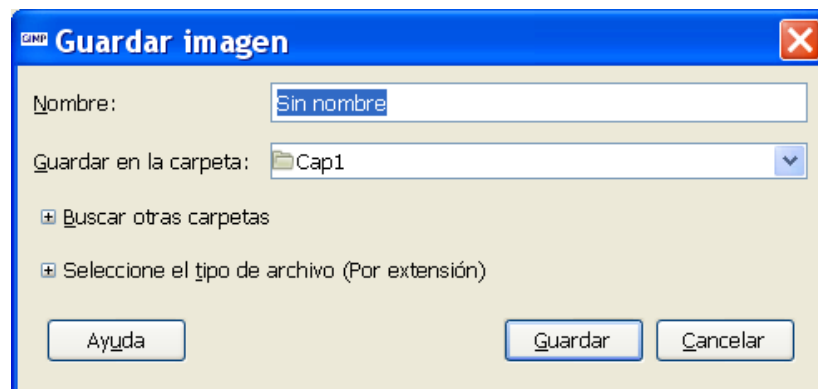 GIMP Guardar imagen
Nombre: Sin nombre
Guardar en la carpeta: Cap1
Buscar otras carpetas
Seleccione el tipo de archivo (Por extensión)
Ayuda Guardar Cancelar